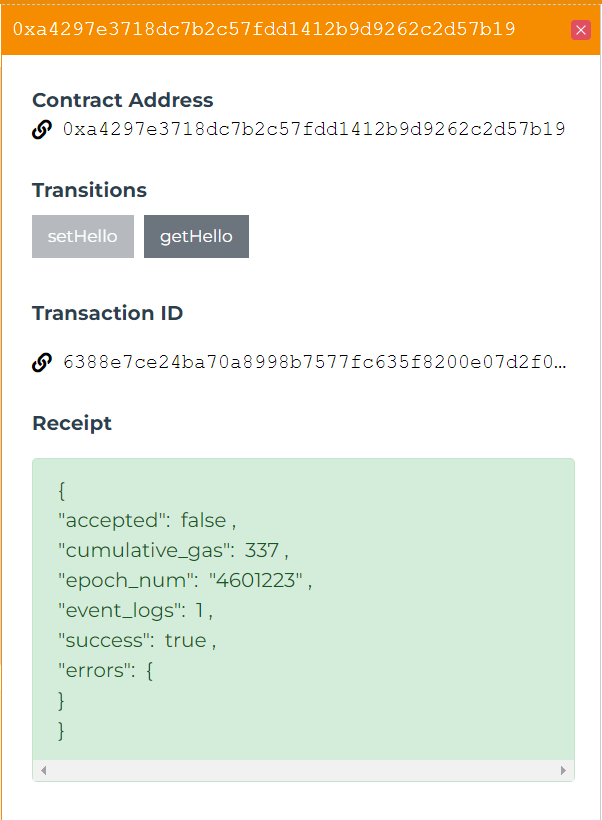 0xa4297e3718dc7b2c57fdd1412b9d9262c2d57b19
Contract Address
0xa4297e3718dc7b2c57fdd1412b9d9262c2d57b19
Transitions
setHello getHello
Transaction ID
6388e7ce24ba70a8998b7577fc635f8200e07d2f0...
Receipt
{
"accepted": false ,
"cumulative_gas": 337 ,
"epoch_num": "4601223" ,
"event_logs": 1 ,
"success": true ,
"errors": {
}
}